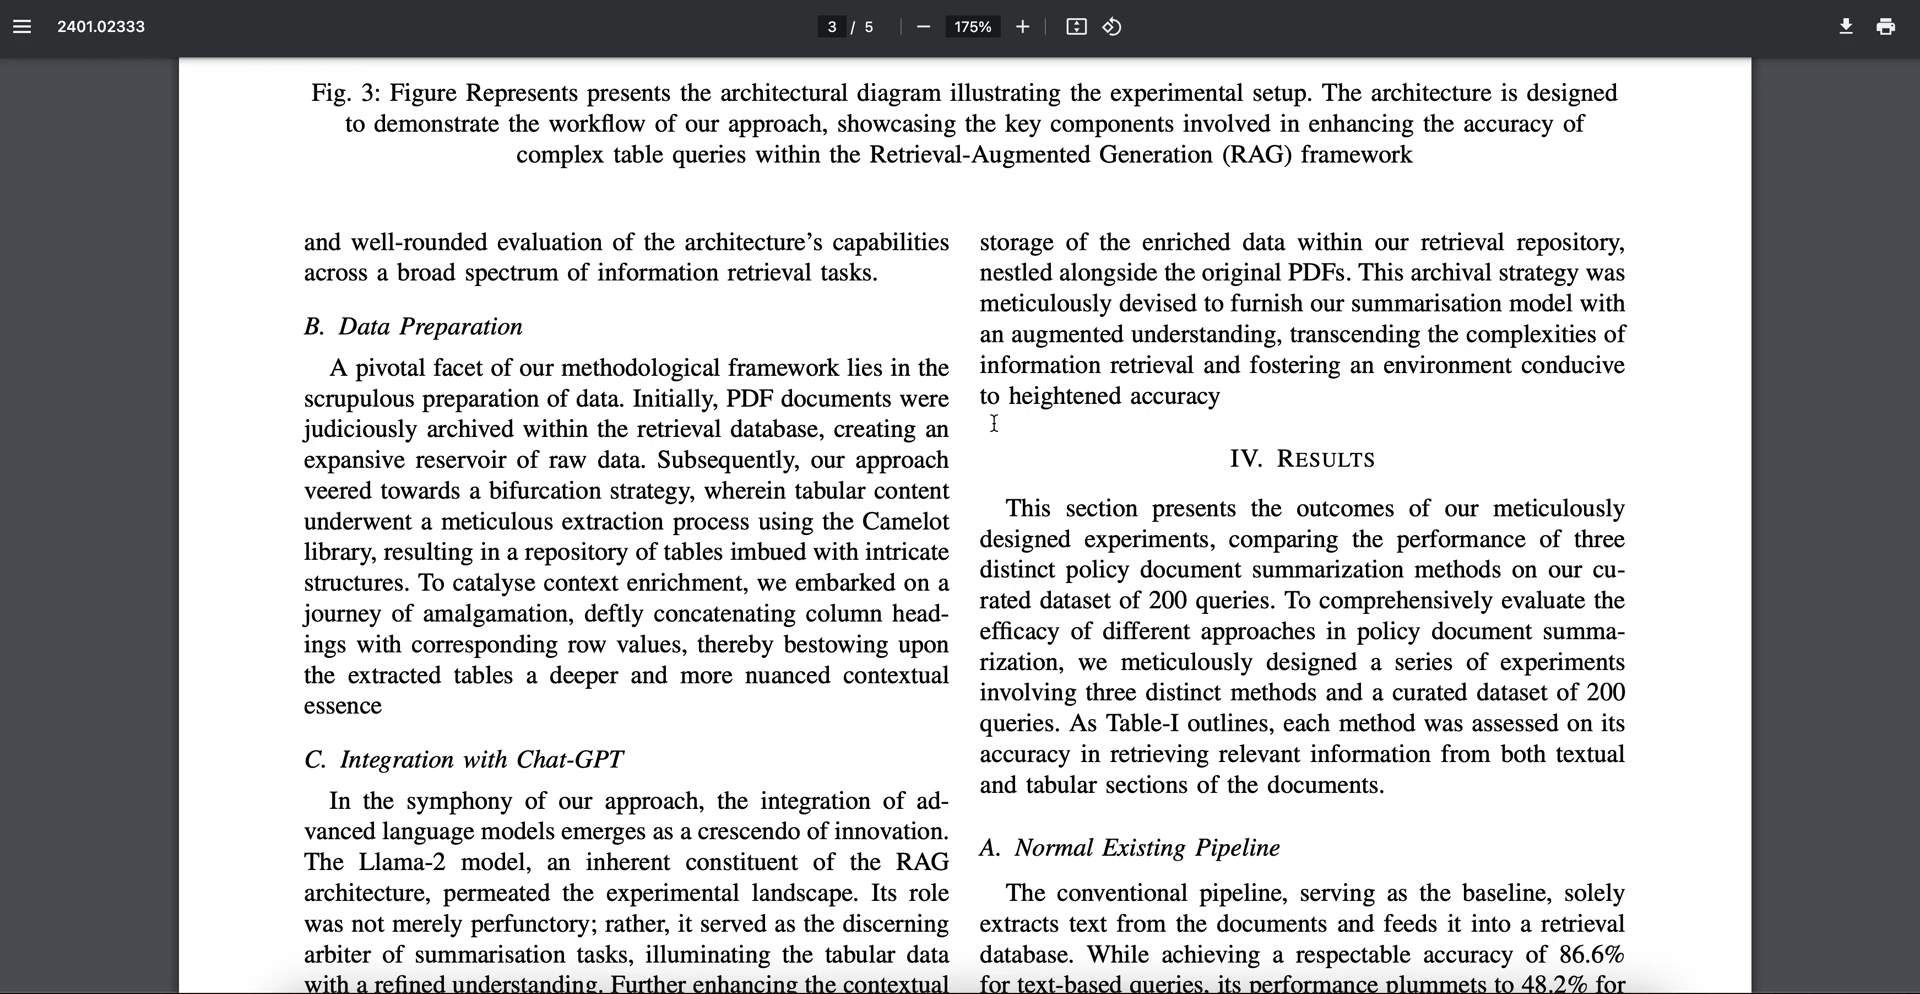 2401.02333
3 / 5
175%
Fig. 3: Figure Represents presents the architectural diagram illustrating the experimental setup. The architecture is designed
to demonstrate the workflow of our approach, showcasing the key components involved in enhancing the accuracy of
complex table queries within the Retrieval-Augmented Generation (RAG) framework
and well-rounded evaluation of the architecture's capabilities
across a broad spectrum of information retrieval tasks.
B. Data Preparation
A pivotal facet of our methodological framework lies in the
scrupulous preparation of data. Initially, PDF documents were
judiciously archived within the retrieval database, creating an
expansive reservoir of raw data. Subsequently, our approach
veered towards a bifurcation strategy, wherein tabular content
underwent a meticulous extraction process using the Camelot
library, resulting in a repository of tables imbued with intricate
structures. To catalyse context enrichment, we embarked on a
journey of amalgamation, deftly concatenating column head-
ings with corresponding row values, thereby bestowing upon
the extracted tables a deeper and more nuanced contextual
essence
C. Integration with Chat-GPT
In the symphony of our approach, the integration of ad-
vanced language models emerges as a crescendo of innovation.
The Llama-2 model, an inherent constituent of the RAG
architecture, permeated the experimental landscape. Its role
was not merely perfunctory; rather, it served as the discerning
arbiter of summarisation tasks, illuminating the tabular data
with a refined understanding. Further enhancing the contextual
storage of the enriched data within our retrieval repository,
nestled alongside the original PDFs. This archival strategy was
meticulously devised to furnish our summarisation model with
an augmented understanding, transcending the complexities of
information retrieval and fostering an environment conducive
to heightened accuracy
IV. RESULTS
This section presents the outcomes of our meticulously
designed experiments, comparing the performance of three
distinct policy document summarization methods on our cu-
rated dataset of 200 queries. To comprehensively evaluate the
efficacy of different approaches in policy document summa-
rization, we meticulously designed a series of experiments
involving three distinct methods and a curated dataset of 200
queries. As Table-I outlines, each method was assessed on its
accuracy in retrieving relevant information from both textual
and tabular sections of the documents.
A. Normal Existing Pipeline
The conventional pipeline, serving as the baseline, solely
extracts text from the documents and feeds it into a retrieval
database. While achieving a respectable accuracy of 86.6%
for text-based queries, its performance plummets to 48.2% for